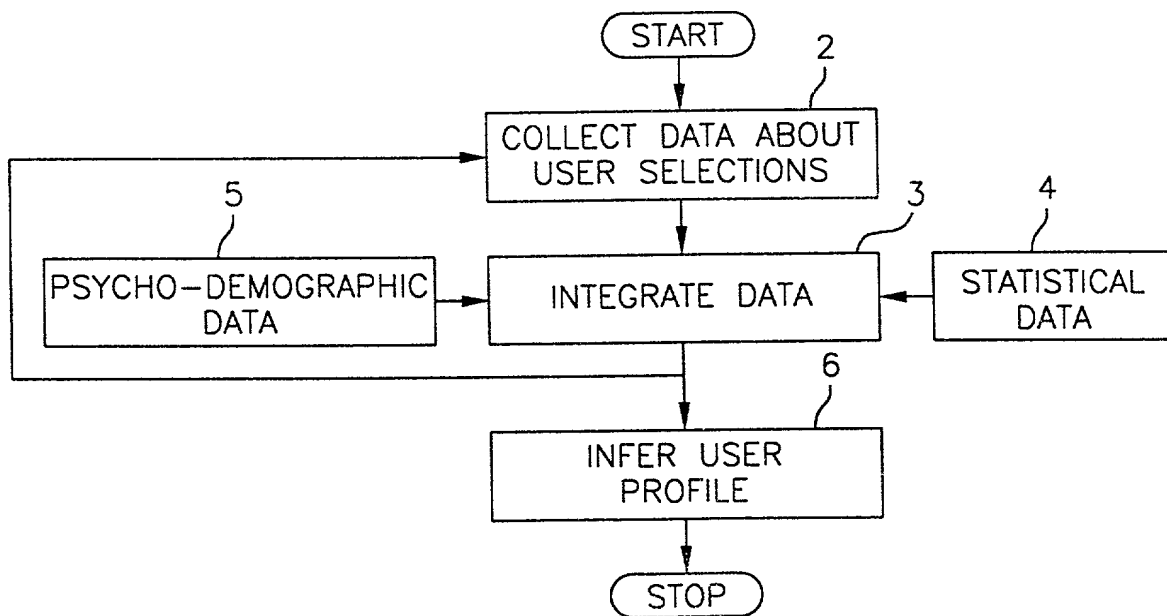 START
2
COLLECT DATA ABOUT
USER SELECTIONS
5
3
4
PSYCHO-DEMOGRAPHIC
DATA
INTEGRATE DATA
STATISTICAL
DATA
6
INFER USER
PROFILE
STOP